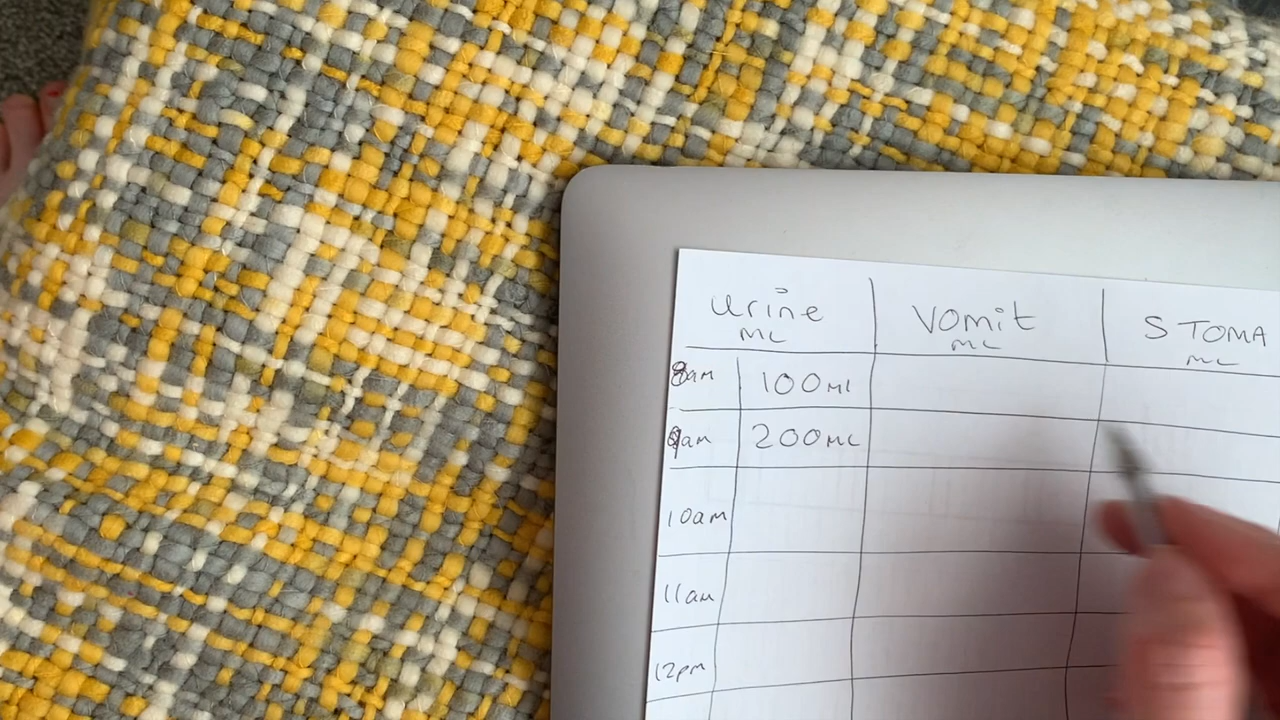 urine
ML
VOMIT
ML
STOMA
ML
8am
100ml
9am
200ML
10am
11am
12pm